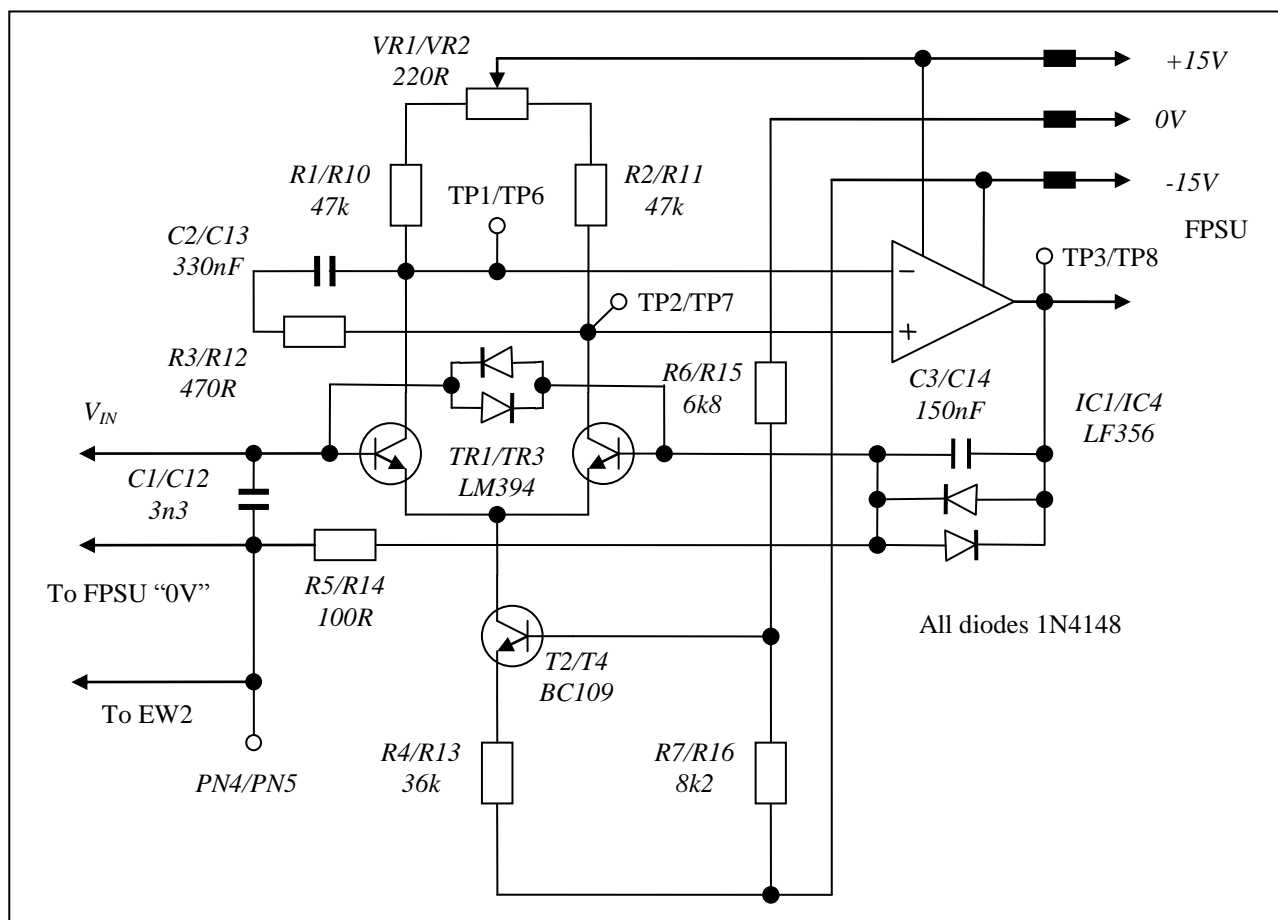 VR1/VR2
220R
+15V
0V
-15V
FPSU
R1/R10
47k
TP1/TP6
R2/R11
47k
C2/C13
330nF
TP3/TP8
−
TP2/TP7
+
R3/R12
470R
R6/R15
6k8
C3/C14
150nF
IC1/IC4
LF356
VIN
TR1/TR3
LM394
C1/C12
3n3
To FPSU “0V”
R5/R14
100R
All diodes 1N4148
T2/T4
BC109
To EW2
PN4/PN5
R4/R13
36k
R7/R16
8k2